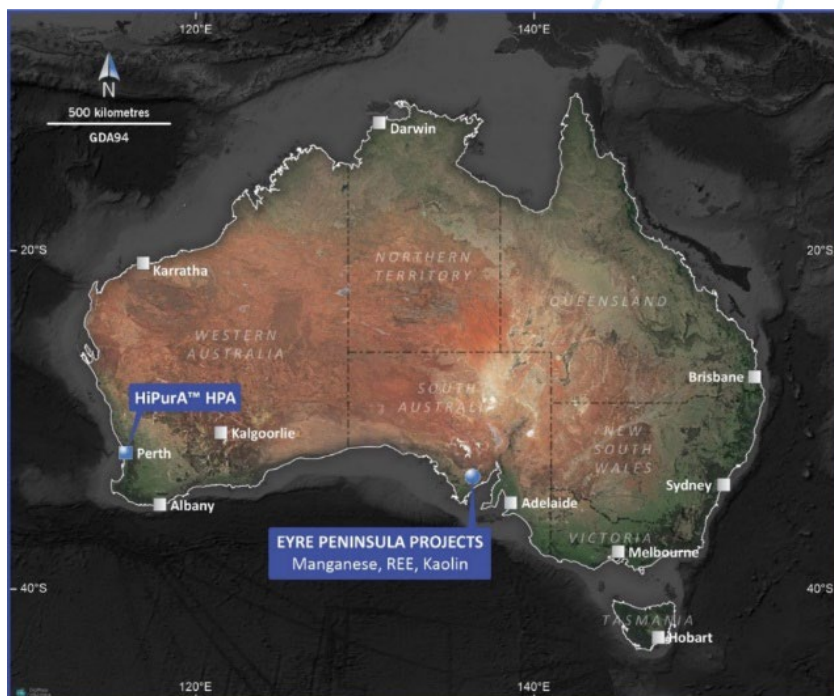 120°E
140°E
N
500 kilometres
GDA94
Darwin
20°S
20°S
Karratha
NORTHERN
TERRITORY
QUEENSLAND
WESTERN
AUSTRALIA
Brisbane
HiPurA™ HPA
SOUTH
AUSTRALI
Kalgoorlie
NEW
SOUTH
WALES
Perth
Sydney
Albany
Adelaide
EYRE PENINSULA PROJECTS
Manganese, REE, Kaolin
VICTORIA
Melbourne
40°S
40°S
TASMANIA
Hobart
120°E
140°E